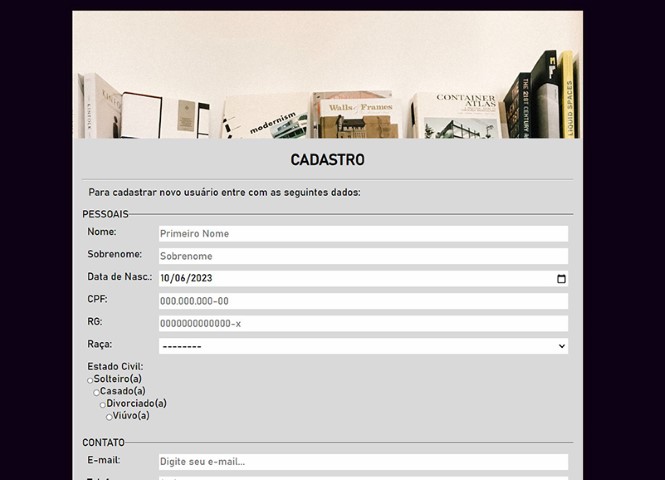 modernism
Walls & Frames
CONTAINER
ATLAS
THE 21ST CENTURY
LIQUID SPACES
CADASTRO
Para cadastrar novo usuário entre com as seguintes dados:
PESSOAIS
Nome: Primeiro Nome
Sobrenome: Sobrenome
Data de Nasc.: 10/06/2023
CPF: 000.000.000-00
RG: 0000000000000-x
Raça: --------
Estado Civil:
Solteiro(a)
Casado(a)
Divorciado(a)
Viúvo(a)
CONTATO
E-mail: Digite seu e-mail...